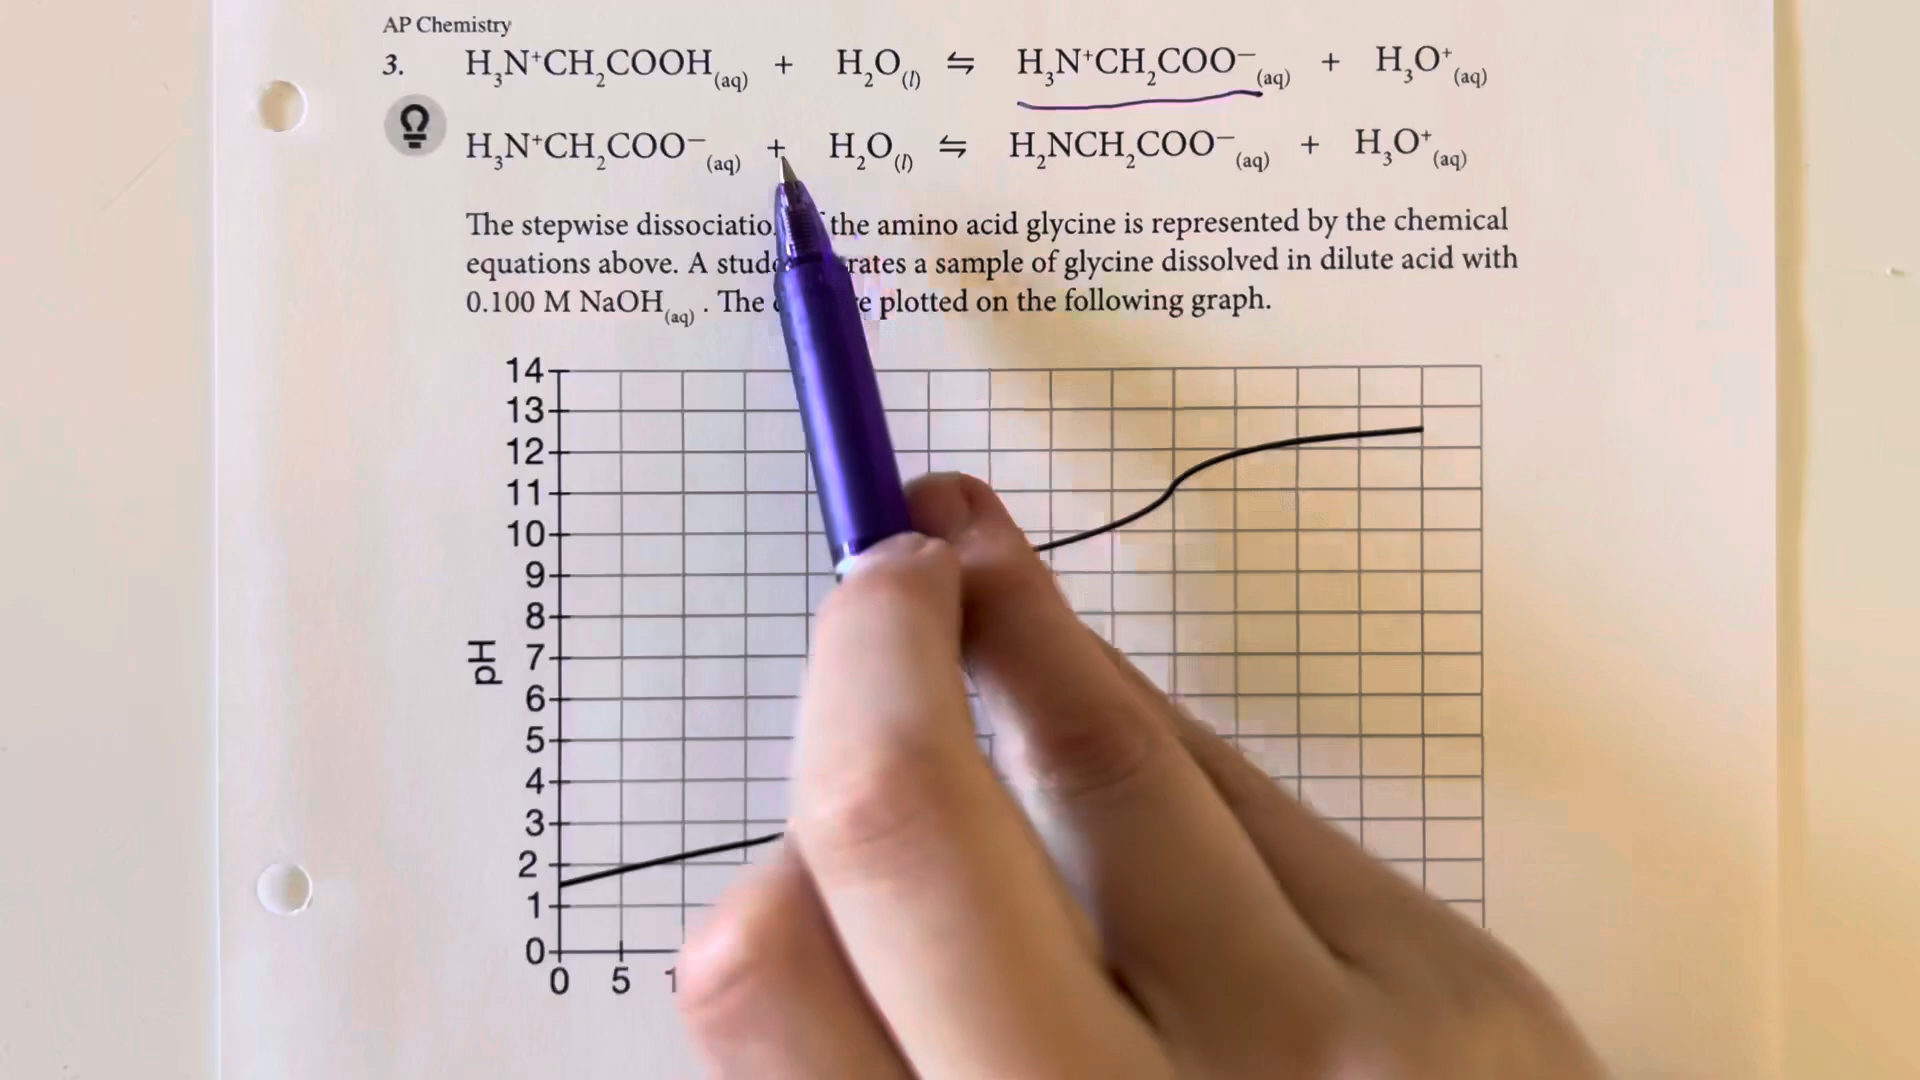 AP Chemistry
3. H₃N⁺CH₂COOH(aq) + H₂O(l) ⇋ H₃N⁺CH₂COO⁻(aq) + H₃O⁺(aq)
H₃N⁺CH₂COO⁻(aq) + H₂O(l) ⇋ H₂NCH₂COO⁻(aq) + H₃O⁺(aq)
The stepwise the amino acid glycine is represented by the chemical
equations above. A a sample of glycine dissolved in dilute acid with
0.100 M NaOH(aq) . The plotted on the following graph.
14
13
12
11
10
9
8
7
6
5
4
3
2
1
0
pH
0 5